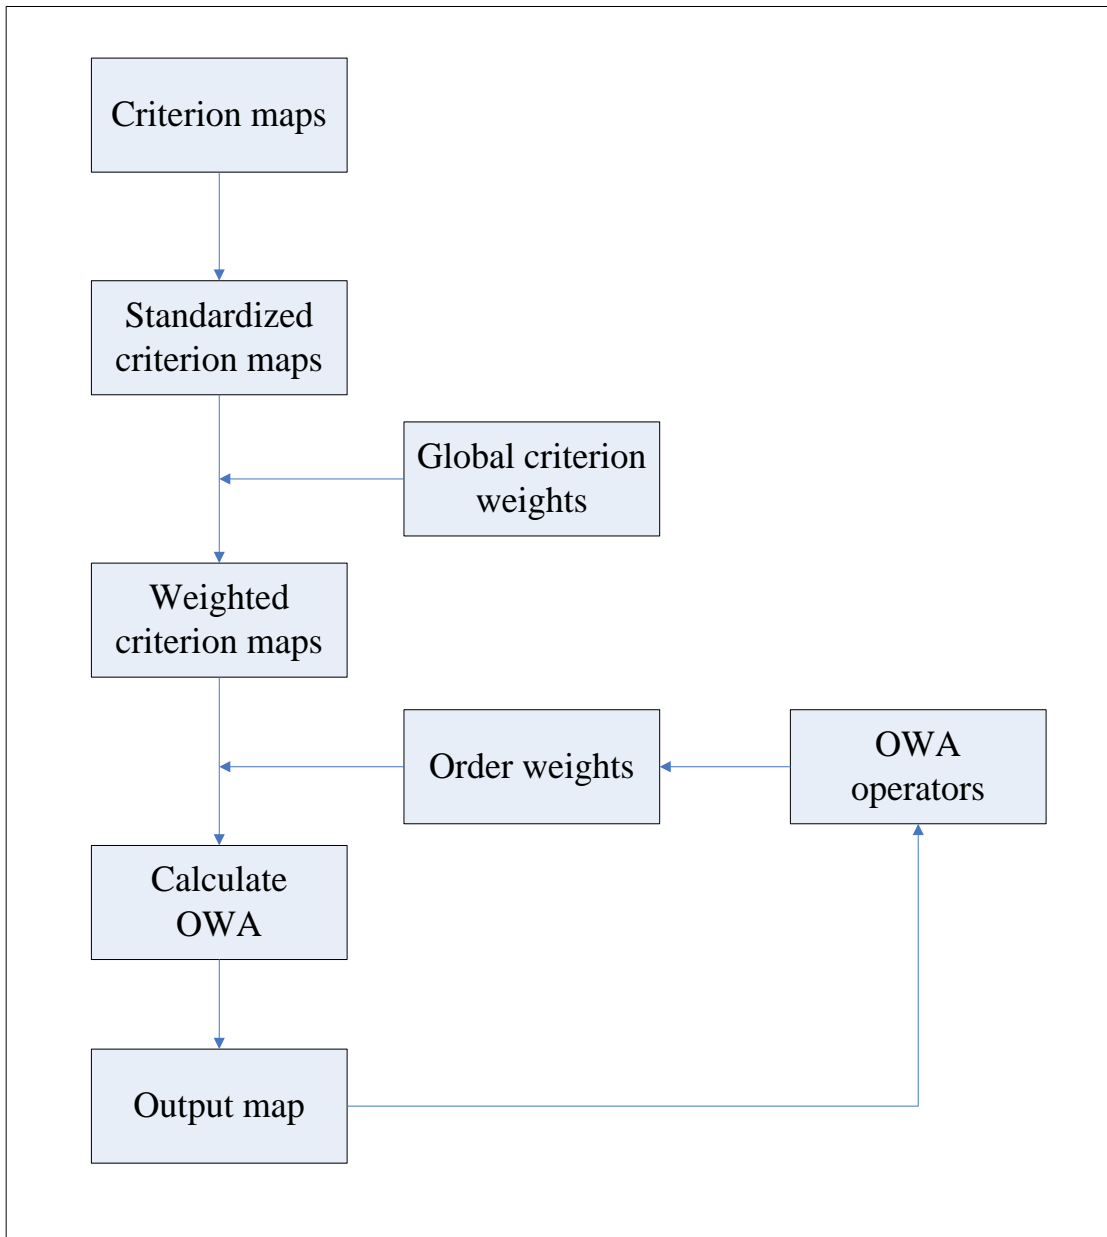 Criterion maps
Standardized
criterion maps
Global criterion
weights
Weighted
criterion maps
Order weights
OWA
operators
Calculate
OWA
Output map